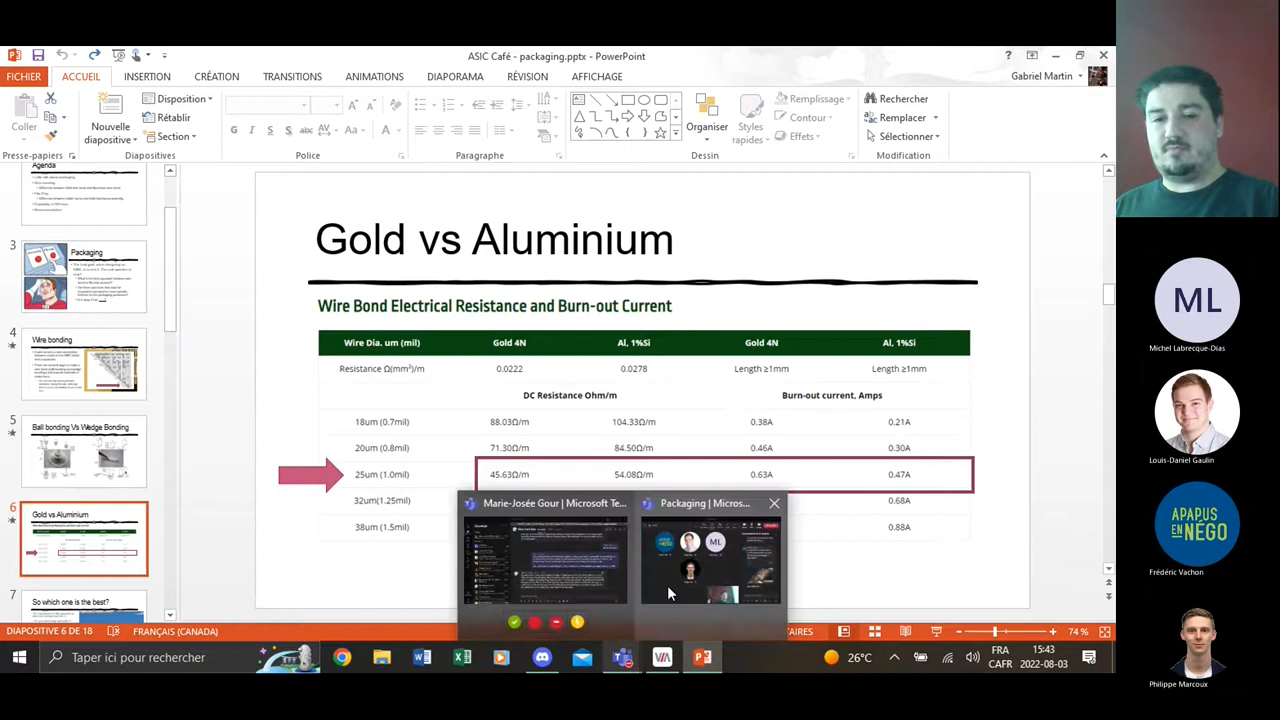 ASIC Café - packaging.pptx - PowerPoint
FICHIER ACCUEIL INSERTION CRÉATION TRANSITIONS ANIMATIONS DIAPORAMA RÉVISION AFFICHAGE Gabriel Martin
Coller
Nouvelle diapositive
Disposition
Rétablir
Section
G I S S abc AV Aa A
Organiser
Styles rapides
Remplissage
Contour
Effets
Rechercher
Remplacer
Sélectionner
Presse-papiers Diapositives Police Paragraphe Dessin Modification
Agenda
3
Packaging
4
Wire bonding
5
Ball bonding Vs Wedge Bonding
6
Gold vs Aluminium
7
So which one is the best?
Gold vs Aluminium
Wire Bond Electrical Resistance and Burn-out Current
Wire Dia. um (mil) Gold 4N Al, 1%Si Gold 4N Al, 1%Si
Resistance Ω(mm²)/m 0.0222 0.0278 Length ≥1mm Length ≥1mm
DC Resistance Ohm/m Burn-out current, Amps
18um (0.7mil) 88.03Ω/m 104.33Ω/m 0.38A 0.21A
20um (0.8mil) 71.30Ω/m 84.50Ω/m 0.46A 0.30A
25um (1.0mil) 45.63Ω/m 54.08Ω/m 0.63A 0.47A
32um(1.25mil) 0.68A
38um (1.5mil) 0.88A
Marie-Josée Gour | Microsoft Te...
Packaging | Micros...
ML
DIAPOSITIVE 6 DE 18 FRANÇAIS (CANADA) TAIRES 74 %
Taper ici pour rechercher
26°C
FRA
CAFR
15:43
2022-08-03
ML
Michel Labrecque-Dias
Louis-Daniel Gaulin
APAPUS
EN
NÉGO
Frédéric Vachon
Philippe Marcoux